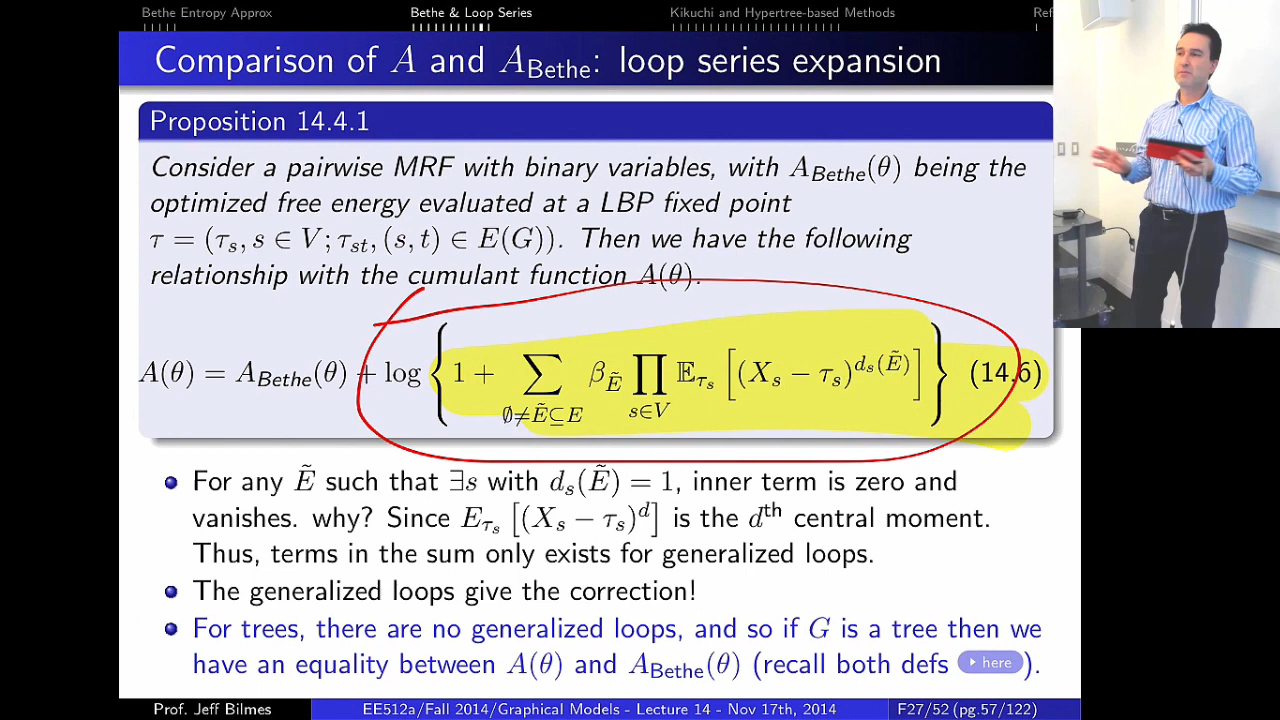 Bethe Entropy Approx Bethe & Loop Series Kikuchi and Hypertree-based Methods Ref
Comparison of A and A_Bethe: loop series expansion
Proposition 14.4.1
Consider a pairwise MRF with binary variables, with A_Bethe(θ) being the
optimized free energy evaluated at a LBP fixed point
τ = (τ_s, s ∈ V; τ_st, (s, t) ∈ E(G)). Then we have the following
relationship with the cumulant function A(θ).
A(θ) = A_Bethe(θ) + log { 1 + ∑_{∅≠Ẽ⊆E} β_Ẽ ∏_{s∈V} 𝔼_{τ_s} [(X_s − τ_s)^{d_s(Ẽ)}] } (14.6)
For any Ẽ such that ∃s with d_s(Ẽ) = 1, inner term is zero and
vanishes. why? Since E_{τ_s} [(X_s − τ_s)^d] is the d^th central moment.
Thus, terms in the sum only exists for generalized loops.
The generalized loops give the correction!
For trees, there are no generalized loops, and so if G is a tree then we
have an equality between A(θ) and A_Bethe(θ) (recall both defs here ).
Prof. Jeff Bilmes EE512a/Fall 2014/Graphical Models - Lecture 14 - Nov 17th, 2014 F27/52 (pg.57/122)